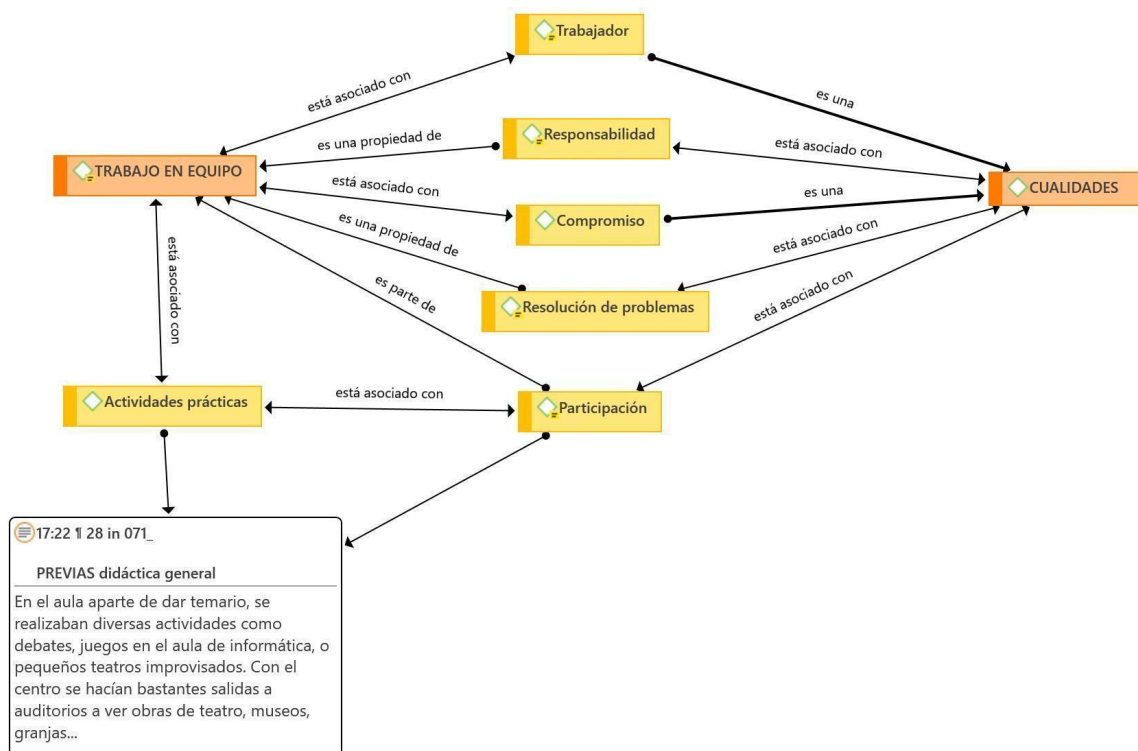 Trabajador
está asociado con
es una
es una propiedad de
Responsabilidad
está asociado con
TRABAJO EN EQUIPO
está asociado con
es una
CUALIDADES
Compromiso
es una propiedad de
está asociado con
está asociado con
Resolución de problemas
es parte de
está asociado con
Actividades prácticas
está asociado con
Participación
17:22 ¶ 28 in 071_
PREVIAS didáctica general
En el aula aparte de dar temario, se
realizaban diversas actividades como
debates, juegos en el aula de informática, o
pequeños teatros improvisados. Con el
centro se hacían bastantes salidas a
auditorios a ver obras de teatro, museos,
granjas...